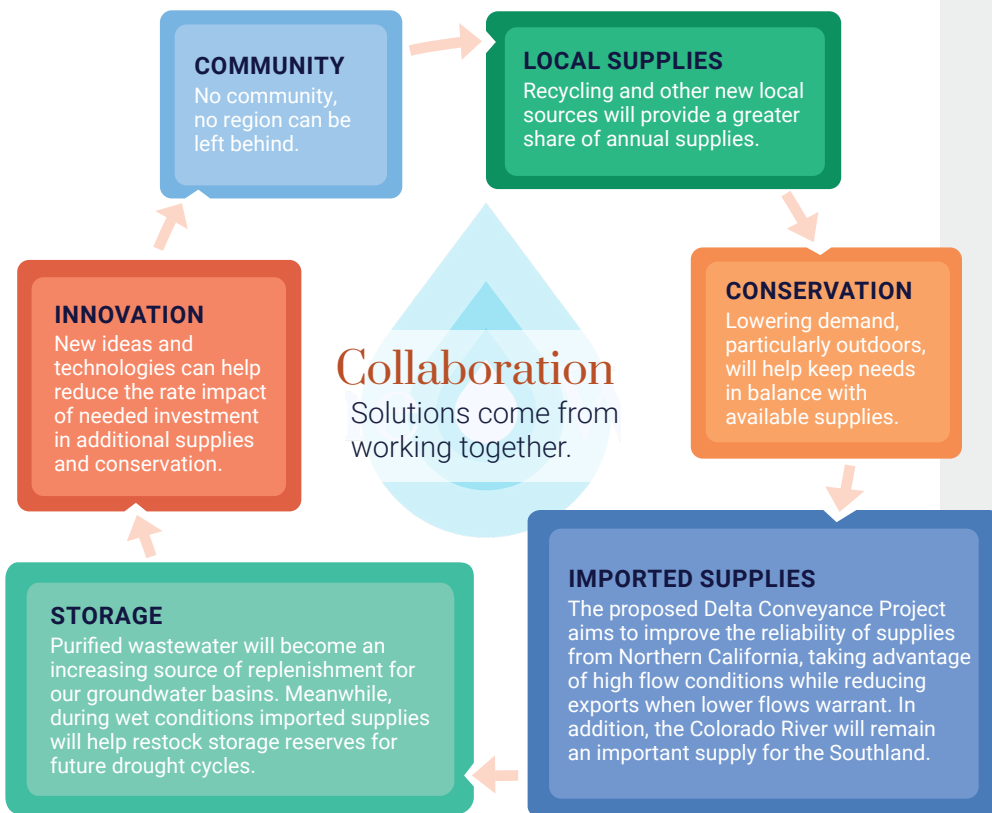 COMMUNITY
No community,
no region can be
left behind.
LOCAL SUPPLIES
Recycling and other new local
sources will provide a greater
share of annual supplies.
CONSERVATION
Lowering demand,
particularly outdoors,
will help keep needs
in balance with
available supplies.
IMPORTED SUPPLIES
The proposed Delta Conveyance Project
aims to improve the reliability of supplies
from Northern California, taking advantage
of high flow conditions while reducing
exports when lower flows warrant. In
addition, the Colorado River will remain
an important supply for the Southland.
STORAGE
Purified wastewater will become an
increasing source of replenishment for
our groundwater basins. Meanwhile,
during wet conditions imported supplies
will help restock storage reserves for
future drought cycles.
INNOVATION
New ideas and
technologies can help
reduce the rate impact
of needed investment
in additional supplies
and conservation.
Collaboration
Solutions come from
working together.